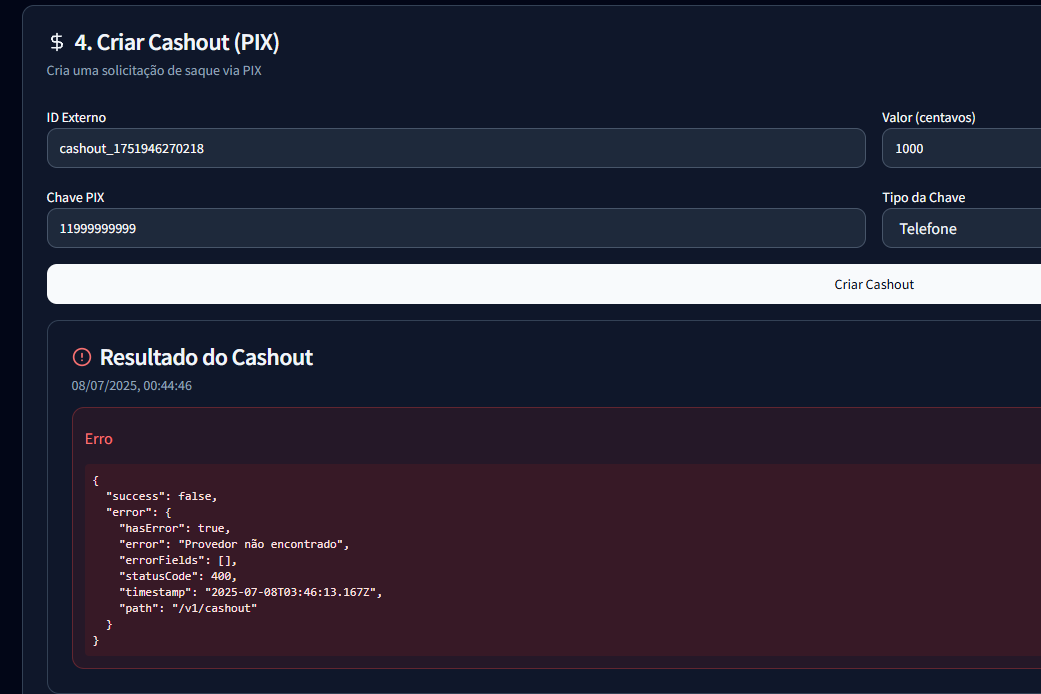 $ 4. Criar Cashout (PIX)
Cria uma solicitação de saque via PIX
ID Externo
Valor (centavos)
cashout_1751946270218
1000
Chave PIX
Tipo da Chave
11999999999
Telefone
Criar Cashout
Resultado do Cashout
08/07/2025, 00:44:46
Erro
{
  "success": false,
  "error": {
    "hasError": true,
    "error": "Provedor não encontrado",
    "errorFields": [],
    "statusCode": 400,
    "timestamp": "2025-07-08T03:46:13.167Z",
    "path": "/v1/cashout"
  }
}